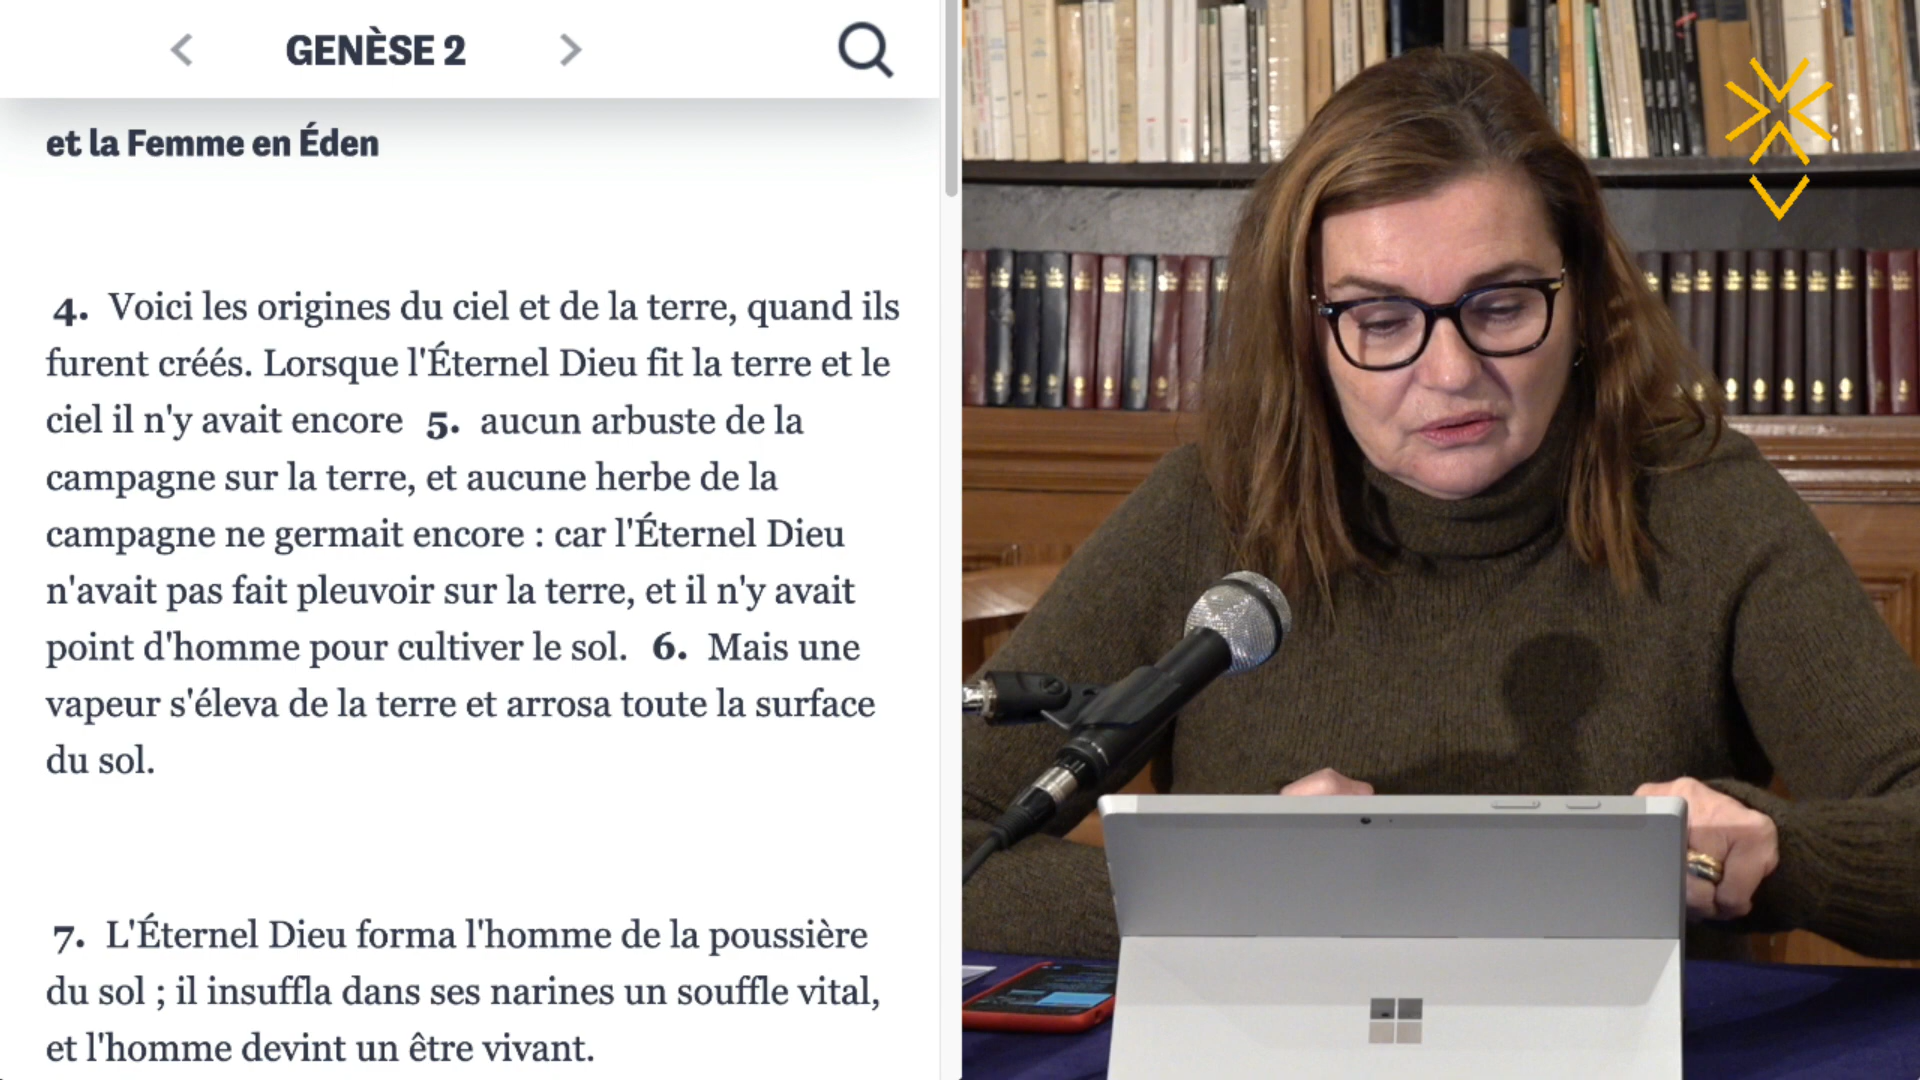 GENÈSE 2
et la Femme en Éden
4. Voici les origines du ciel et de la terre, quand ils
furent créés. Lorsque l'Éternel Dieu fit la terre et le
ciel il n'y avait encore 5. aucun arbuste de la
campagne sur la terre, et aucune herbe de la
campagne ne germait encore : car l'Éternel Dieu
n'avait pas fait pleuvoir sur la terre, et il n'y avait
point d'homme pour cultiver le sol. 6. Mais une
vapeur s'éleva de la terre et arrosa toute la surface
du sol.
7. L'Éternel Dieu forma l'homme de la poussière
du sol ; il insuffla dans ses narines un souffle vital,
et l'homme devint un être vivant.